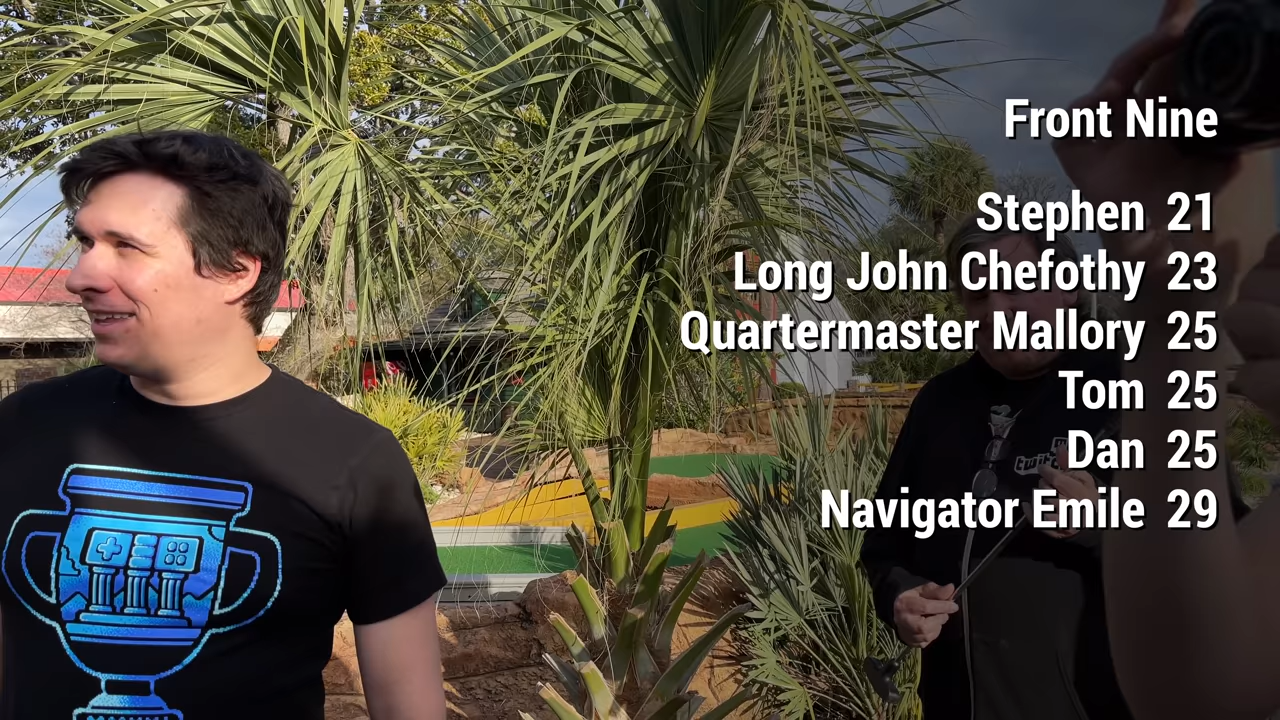 Front Nine
Stephen 21
Long John Chefothy 23
Quartermaster Mallory 25
Tom 25
Dan 25
Navigator Emile 29